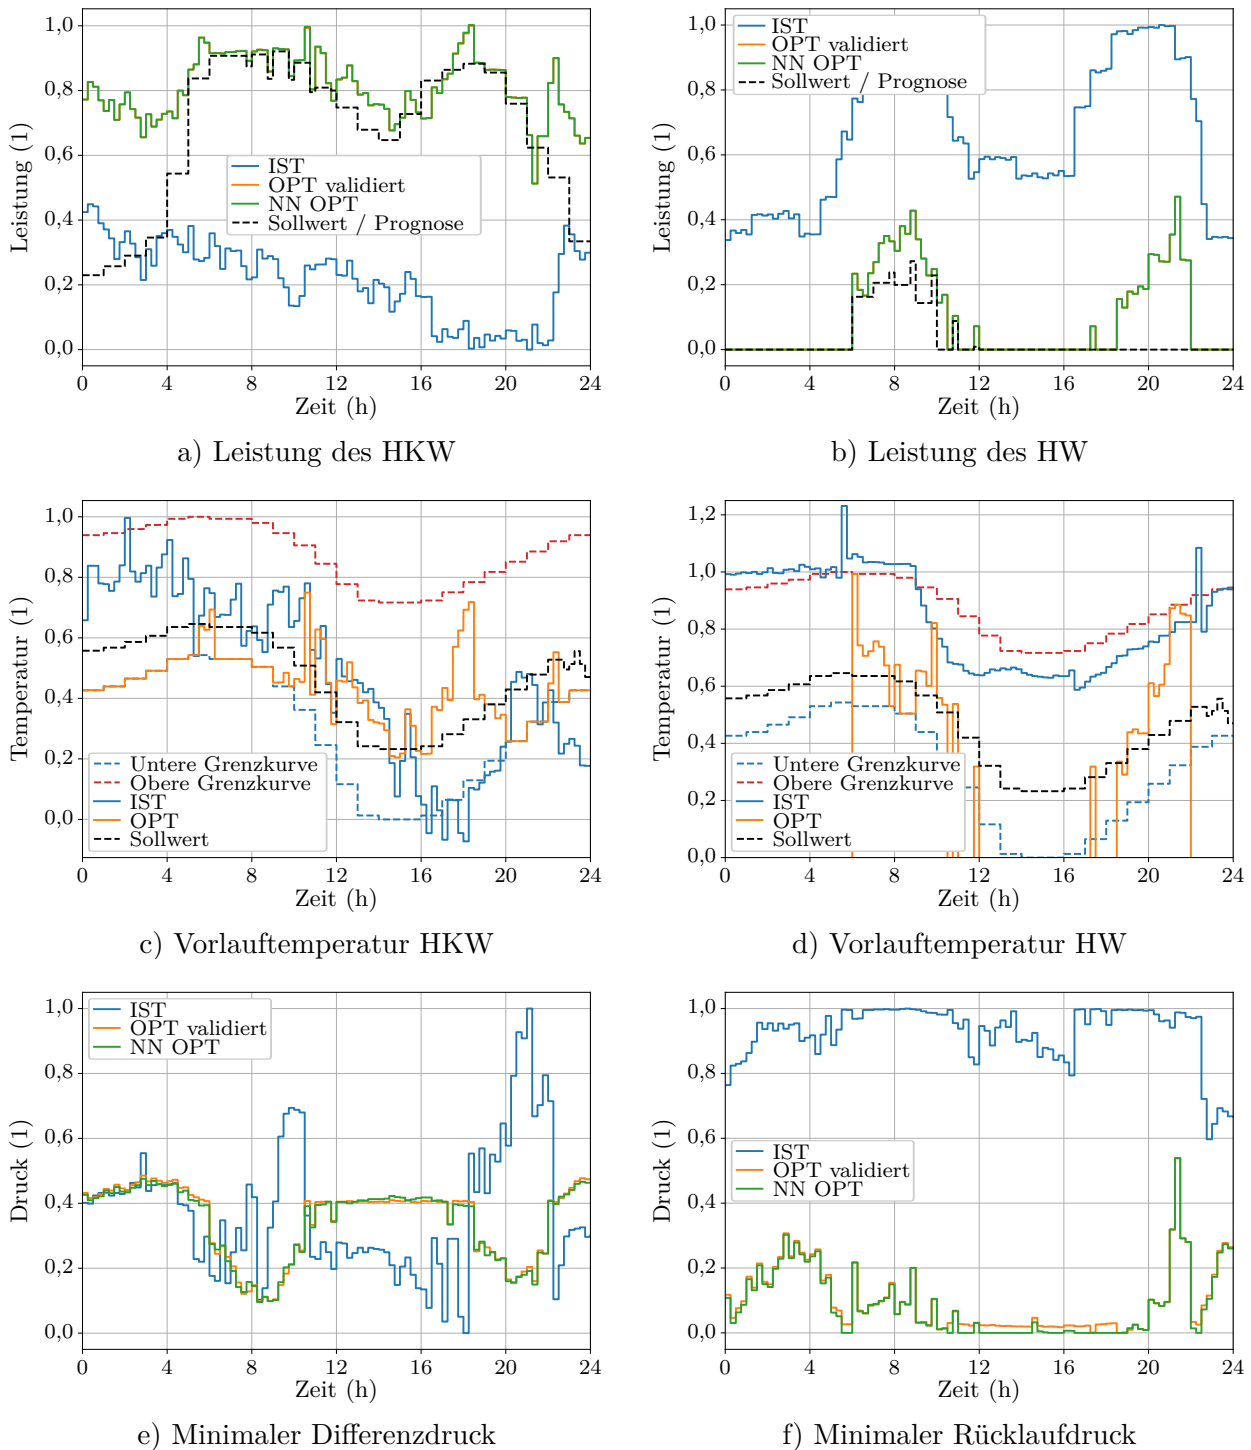 1,0
0,8
0,6
0,4
0,2
0,0
Leistung (1)
IST
OPT validiert
NN OPT
Sollwert / Prognose
0 4 8 12 16 20 24
Zeit (h)
a) Leistung des HKW
1,0
0,8
0,6
0,4
0,2
0,0
Leistung (1)
IST
OPT validiert
NN OPT
Sollwert / Prognose
0 4 8 12 16 20 24
Zeit (h)
b) Leistung des HW
1,0
0,8
0,6
0,4
0,2
0,0
Temperatur (1)
Untere Grenzkurve
Obere Grenzkurve
IST
OPT
Sollwert
0 4 8 12 16 20 24
Zeit (h)
c) Vorlauftemperatur HKW
1,2
1,0
0,8
0,6
0,4
0,2
0,0
Temperatur (1)
Untere Grenzkurve
Obere Grenzkurve
IST
OPT
Sollwert
0 4 8 12 16 20 24
Zeit (h)
d) Vorlauftemperatur HW
1,0
0,8
0,6
0,4
0,2
0,0
Druck (1)
IST
OPT validiert
NN OPT
0 4 8 12 16 20 24
Zeit (h)
e) Minimaler Differenzdruck
1,0
0,8
0,6
0,4
0,2
0,0
Druck (1)
IST
OPT validiert
NN OPT
0 4 8 12 16 20 24
Zeit (h)
f) Minimaler Rücklaufdruck